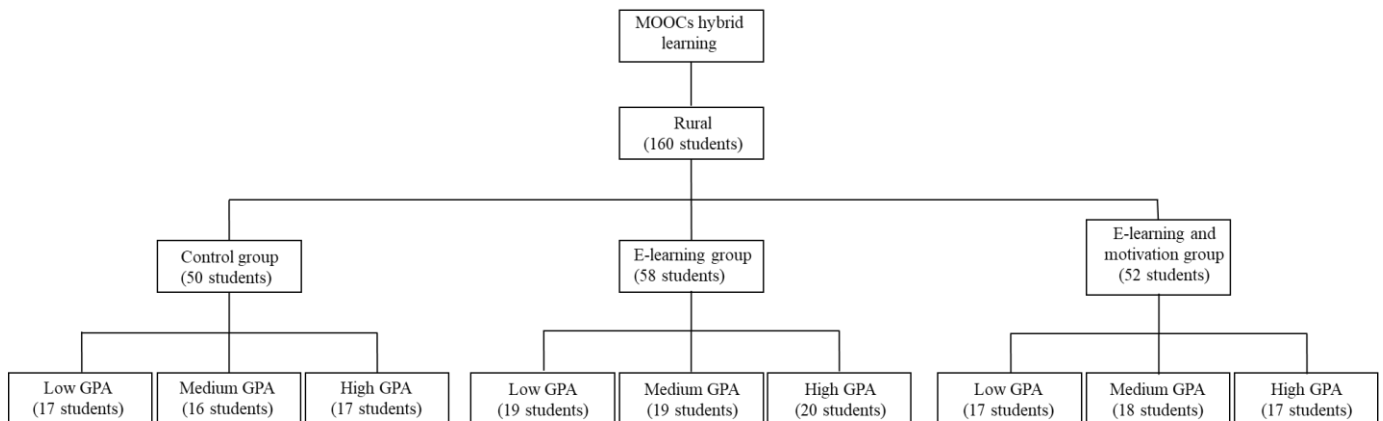 MOOCs hybrid
learning
Rural
(160 students)
Control group
(50 students)
E-learning group
(58 students)
E-learning and
motivation group
(52 students)
Low GPA
(17 students)
Medium GPA
(16 students)
High GPA
(17 students)
Low GPA
(19 students)
Medium GPA
(19 students)
High GPA
(20 students)
Low GPA
(17 students)
Medium GPA
(18 students)
High GPA
(17 students)